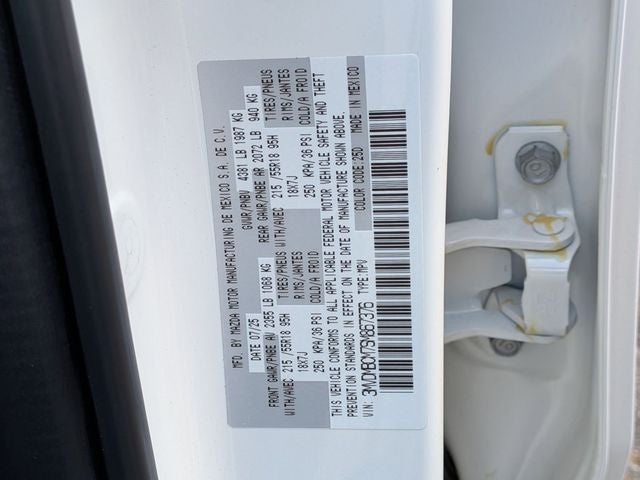 MFD. BY MAZDA MOTOR MANUFACTURING DE MEXICO S.A. DE C.V.
DATE 07/25 GVWR/PNBV 4381 LB 1987 KG
FRONT GAWR/PNBE AV 2355 LB 1068 KG REAR GAWR/PNBE AR 2072 LB 940 KG
WITH/AVEC 215/55R18 95H TIRES/PNEUS WITH/AVEC 215/55R18 95H TIRES/PNEUS
18X7J RIMS/JANTES 18X7J RIMS/JANTES
250 KPA/36 PSI COLD/A FROID 250 KPA/36 PSI COLD/A FROID
THIS VEHICLE CONFORMS TO ALL APPLICABLE FEDERAL MOTOR VEHICLE SAFETY AND THEFT
PREVENTION STANDARDS IN EFFECT ON THE DATE OF MANUFACTURE SHOWN ABOVE.
VIN: 3MVDMBCM7SM867376 TYPE:MPV COLOR CODE:25D MADE IN MEXICO